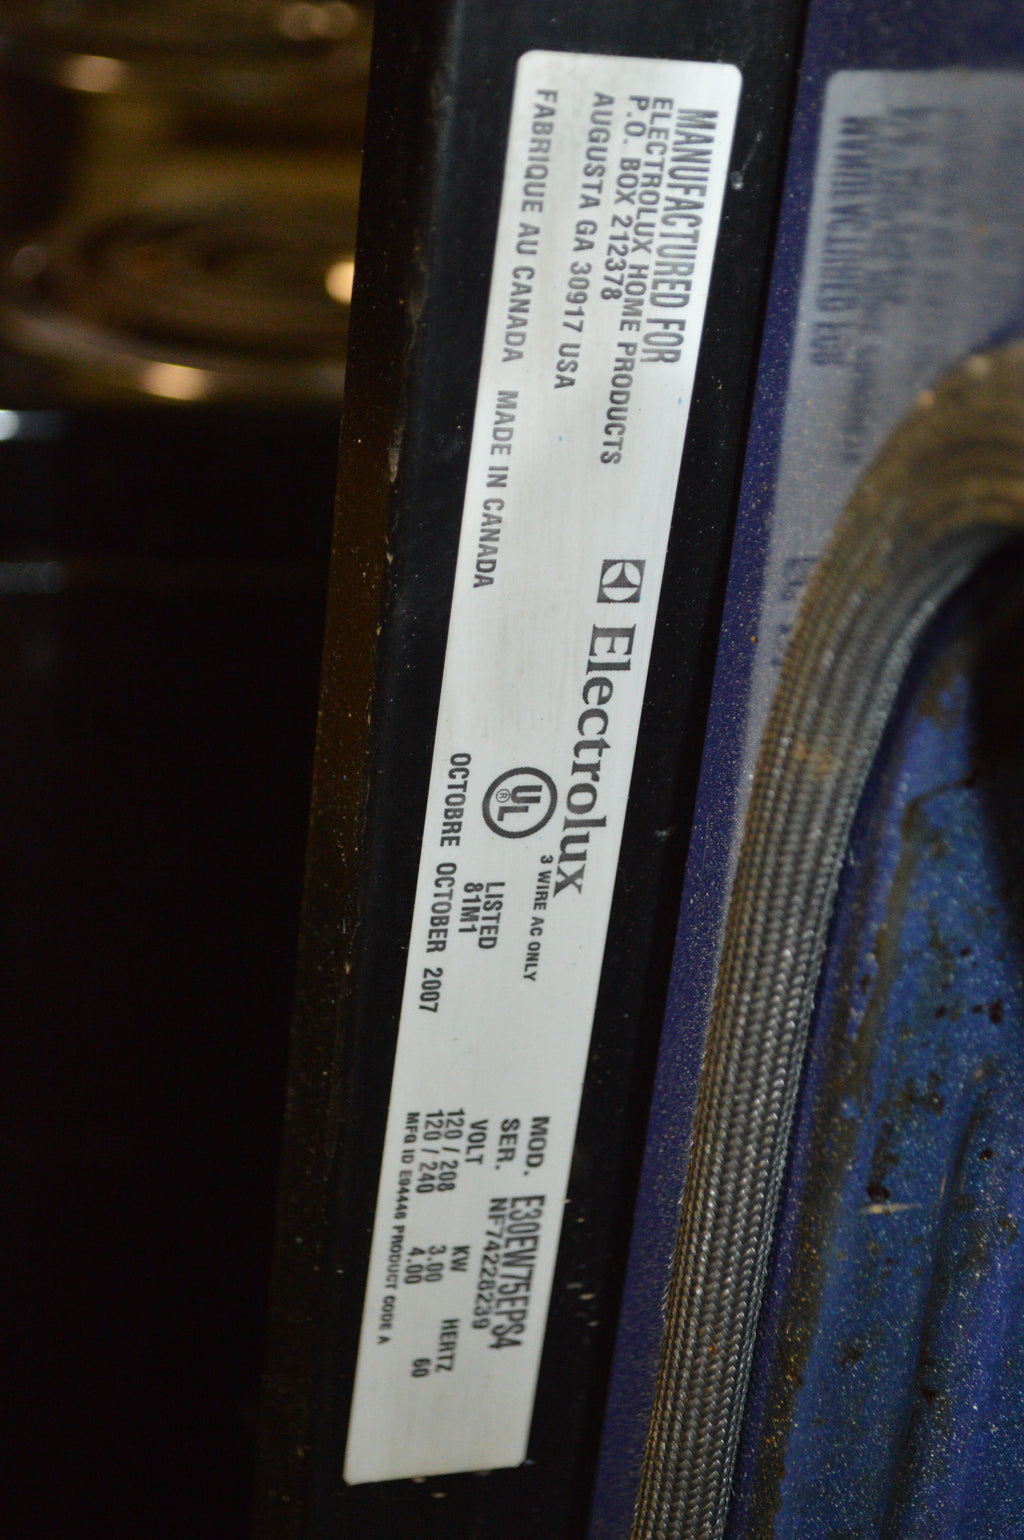 MANUFACTURED FOR
ELECTROLUX HOME PRODUCTS
P.O. BOX 212378
AUGUSTA GA 30917 USA
FABRIQUE AU CANADA MADE IN CANADA
Electrolux
3 WIRE AC ONLY
UL
®
LISTED
81M1
OCTOBRE OCTOBER 2007
MOD. E30EW75EPS4
SER. NF74228239
VOLT KW HERTZ
120 / 208 3.00 60
120 / 240 4.00
MFG ID E94446 PRODUCT CODE A